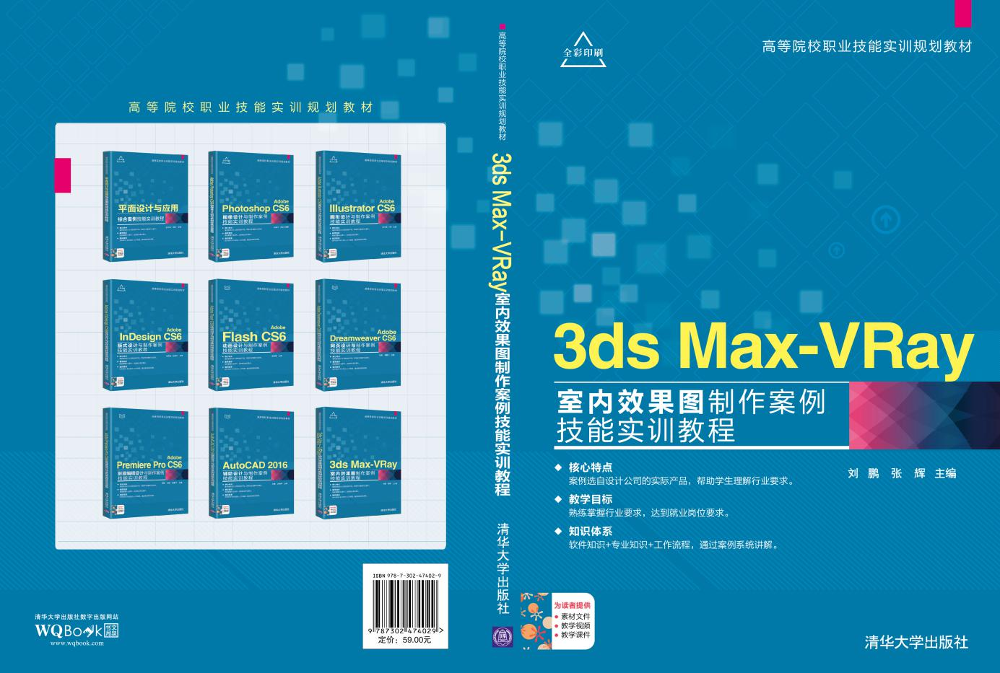 高等院校职业技能实训规划教材
平面设计与应用
综合案例技能实训教程
Adobe
Photoshop CS6
图像设计与制作案例
技能实训教程
Adobe
Illustrator CS6
图形设计与制作案例
技能实训教程
Adobe
InDesign CS6
版式设计与制作案例
技能实训教程
Adobe
Flash CS6
动画设计与制作案例
技能实训教程
Adobe
Dreamweaver CS6
网页设计与制作案例
技能实训教程
Adobe
Premiere Pro CS6
影视编辑设计与制作案例
技能实训教程
AutoCAD 2016
辅助设计与制作案例
技能实训教程
3ds Max-VRay
室内效果图制作案例
技能实训教程
清华大学出版社数字出版网站
WQBook 书文局泉
www.wqbook.com
ISBN 978-7-302-47402-9
9 787302 474029 >
定价：59.00元
高等院校职业技能实训规划教材
3ds Max-VRay室内效果图制作案例技能实训教程
清华大学出版社
全彩印刷
高等院校职业技能实训规划教材
3ds Max-VRay
室内效果图制作案例
技能实训教程
◆ 核心特点
案例选自设计公司的实际产品，帮助学生理解行业要求。
◆ 教学目标
熟练掌握行业要求，达到就业岗位要求。
◆ 知识体系
软件知识+专业知识+工作流程，通过案例系统讲解。
刘 鹏 张 辉 主编
为读者提供
● 素材文件
● 教学视频
● 教学课件
清华大学出版社